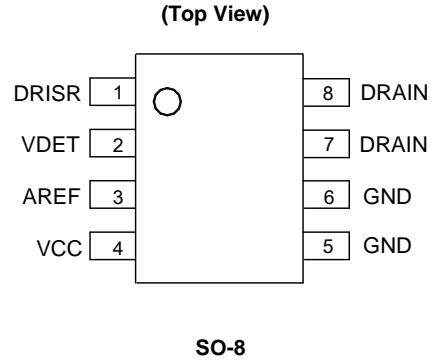 (Top View)
DRISR 1 8 DRAIN
VDET 2 7 DRAIN
AREF 3 6 GND
VCC 4 5 GND
SO-8